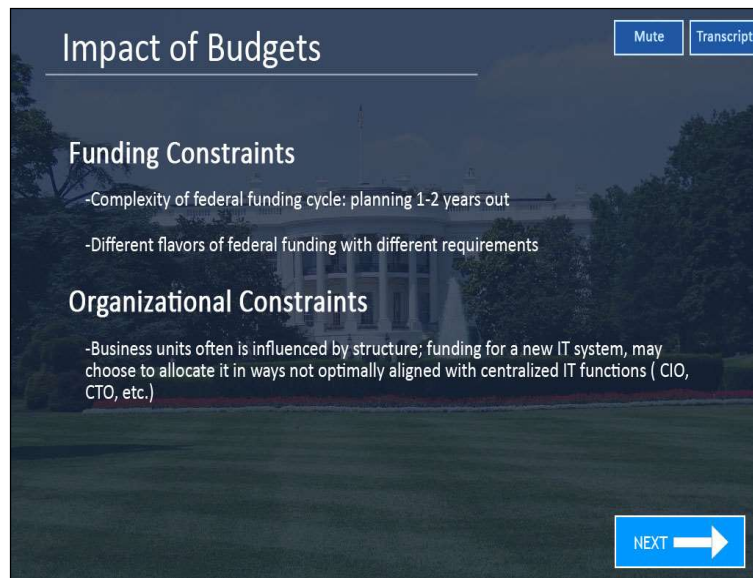 Impact of Budgets
Mute
Transcript
Funding Constraints
-Complexity of federal funding cycle: planning 1-2 years out
-Different flavors of federal funding with different requirements
Organizational Constraints
-Business units often is influenced by structure; funding for a new IT system, may
choose to allocate it in ways not optimally aligned with centralized IT functions ( CIO,
CTO, etc.)
NEXT